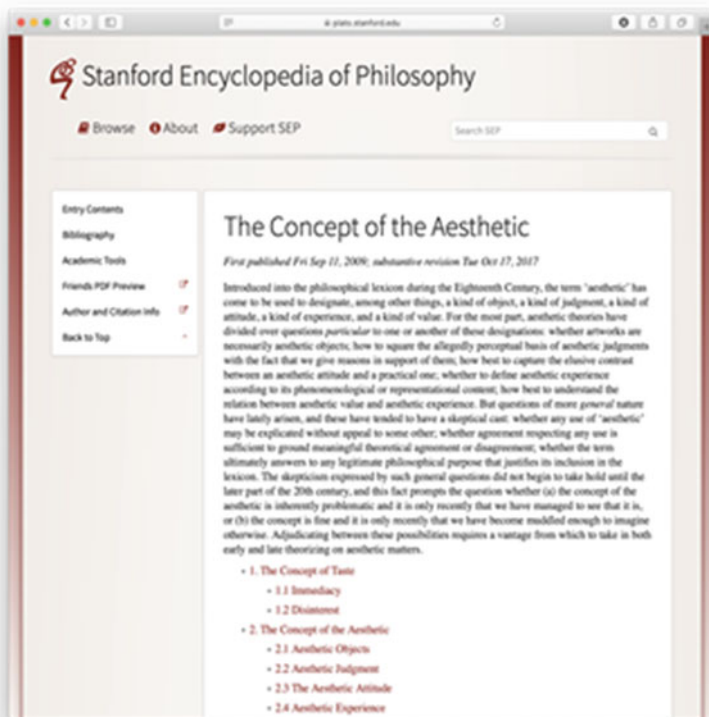 plato.stanford.edu
Stanford Encyclopedia of Philosophy
Browse About Support SEP
Search SEP
Entry Contents
Bibliography
Academic Tools
Friends PDF Preview
Author and Citation Info
Back to Top
The Concept of the Aesthetic
First published Fri Sep 11, 2009; substantive revision Tue Oct 17, 2017
Introduced into the philosophical lexicon during the Eighteenth Century, the term ‘aesthetic’ has
come to be used to designate, among other things, a kind of object, a kind of judgment, a kind of
attitude, a kind of experience, and a kind of value. For the most part, aesthetic theories have
divided over questions particular to one or another of these designations: whether artworks are
necessarily aesthetic objects; how to square the allegedly perceptual basis of aesthetic judgments
with the fact that we give reasons in support of them; how best to capture the elusive contrast
between an aesthetic attitude and a practical one; whether to define aesthetic experience
according to its phenomenological or representational content; how best to understand the
relation between aesthetic value and aesthetic experience. But questions of more general nature
have lately arisen, and these have tended to have a skeptical cast: whether any use of ‘aesthetic’
may be explicated without appeal to some other; whether agreement respecting any use is
sufficient to ground meaningful theoretical agreement or disagreement; whether the term
ultimately answers to any legitimate philosophical purpose that justifies its inclusion in the
lexicon. The skepticism expressed by such general questions did not begin to take hold until the
later part of the 20th century, and this fact prompts the question whether (a) the concept of the
aesthetic is inherently problematic and it is only recently that we have managed to see that it is,
or (b) the concept is fine and it is only recently that we have become muddled enough to imagine
otherwise. Adjudicating between these possibilities requires a vantage from which to take in both
early and late theorizing on aesthetic matters.
1. The Concept of Taste
1.1 Immediacy
1.2 Disinterest
2. The Concept of the Aesthetic
2.1 Aesthetic Objects
2.2 Aesthetic Judgment
2.3 The Aesthetic Attitude
2.4 Aesthetic Experience